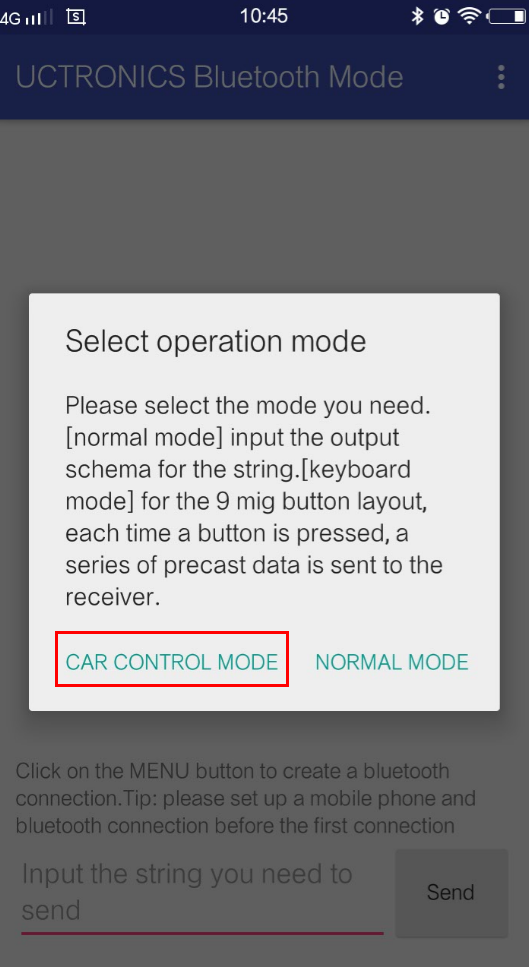 4G S 10:45
UCTRONICS Bluetooth Mode
Select operation mode
Please select the mode you need.
[normal mode] input the output
schema for the string.[keyboard
mode] for the 9 mig button layout,
each time a button is pressed, a
series of precast data is sent to the
receiver.
CAR CONTROL MODE NORMAL MODE
Click on the MENU button to create a bluetooth
connection.Tip: please set up a mobile phone and
bluetooth connection before the first connection
Input the string you need to
send
Send